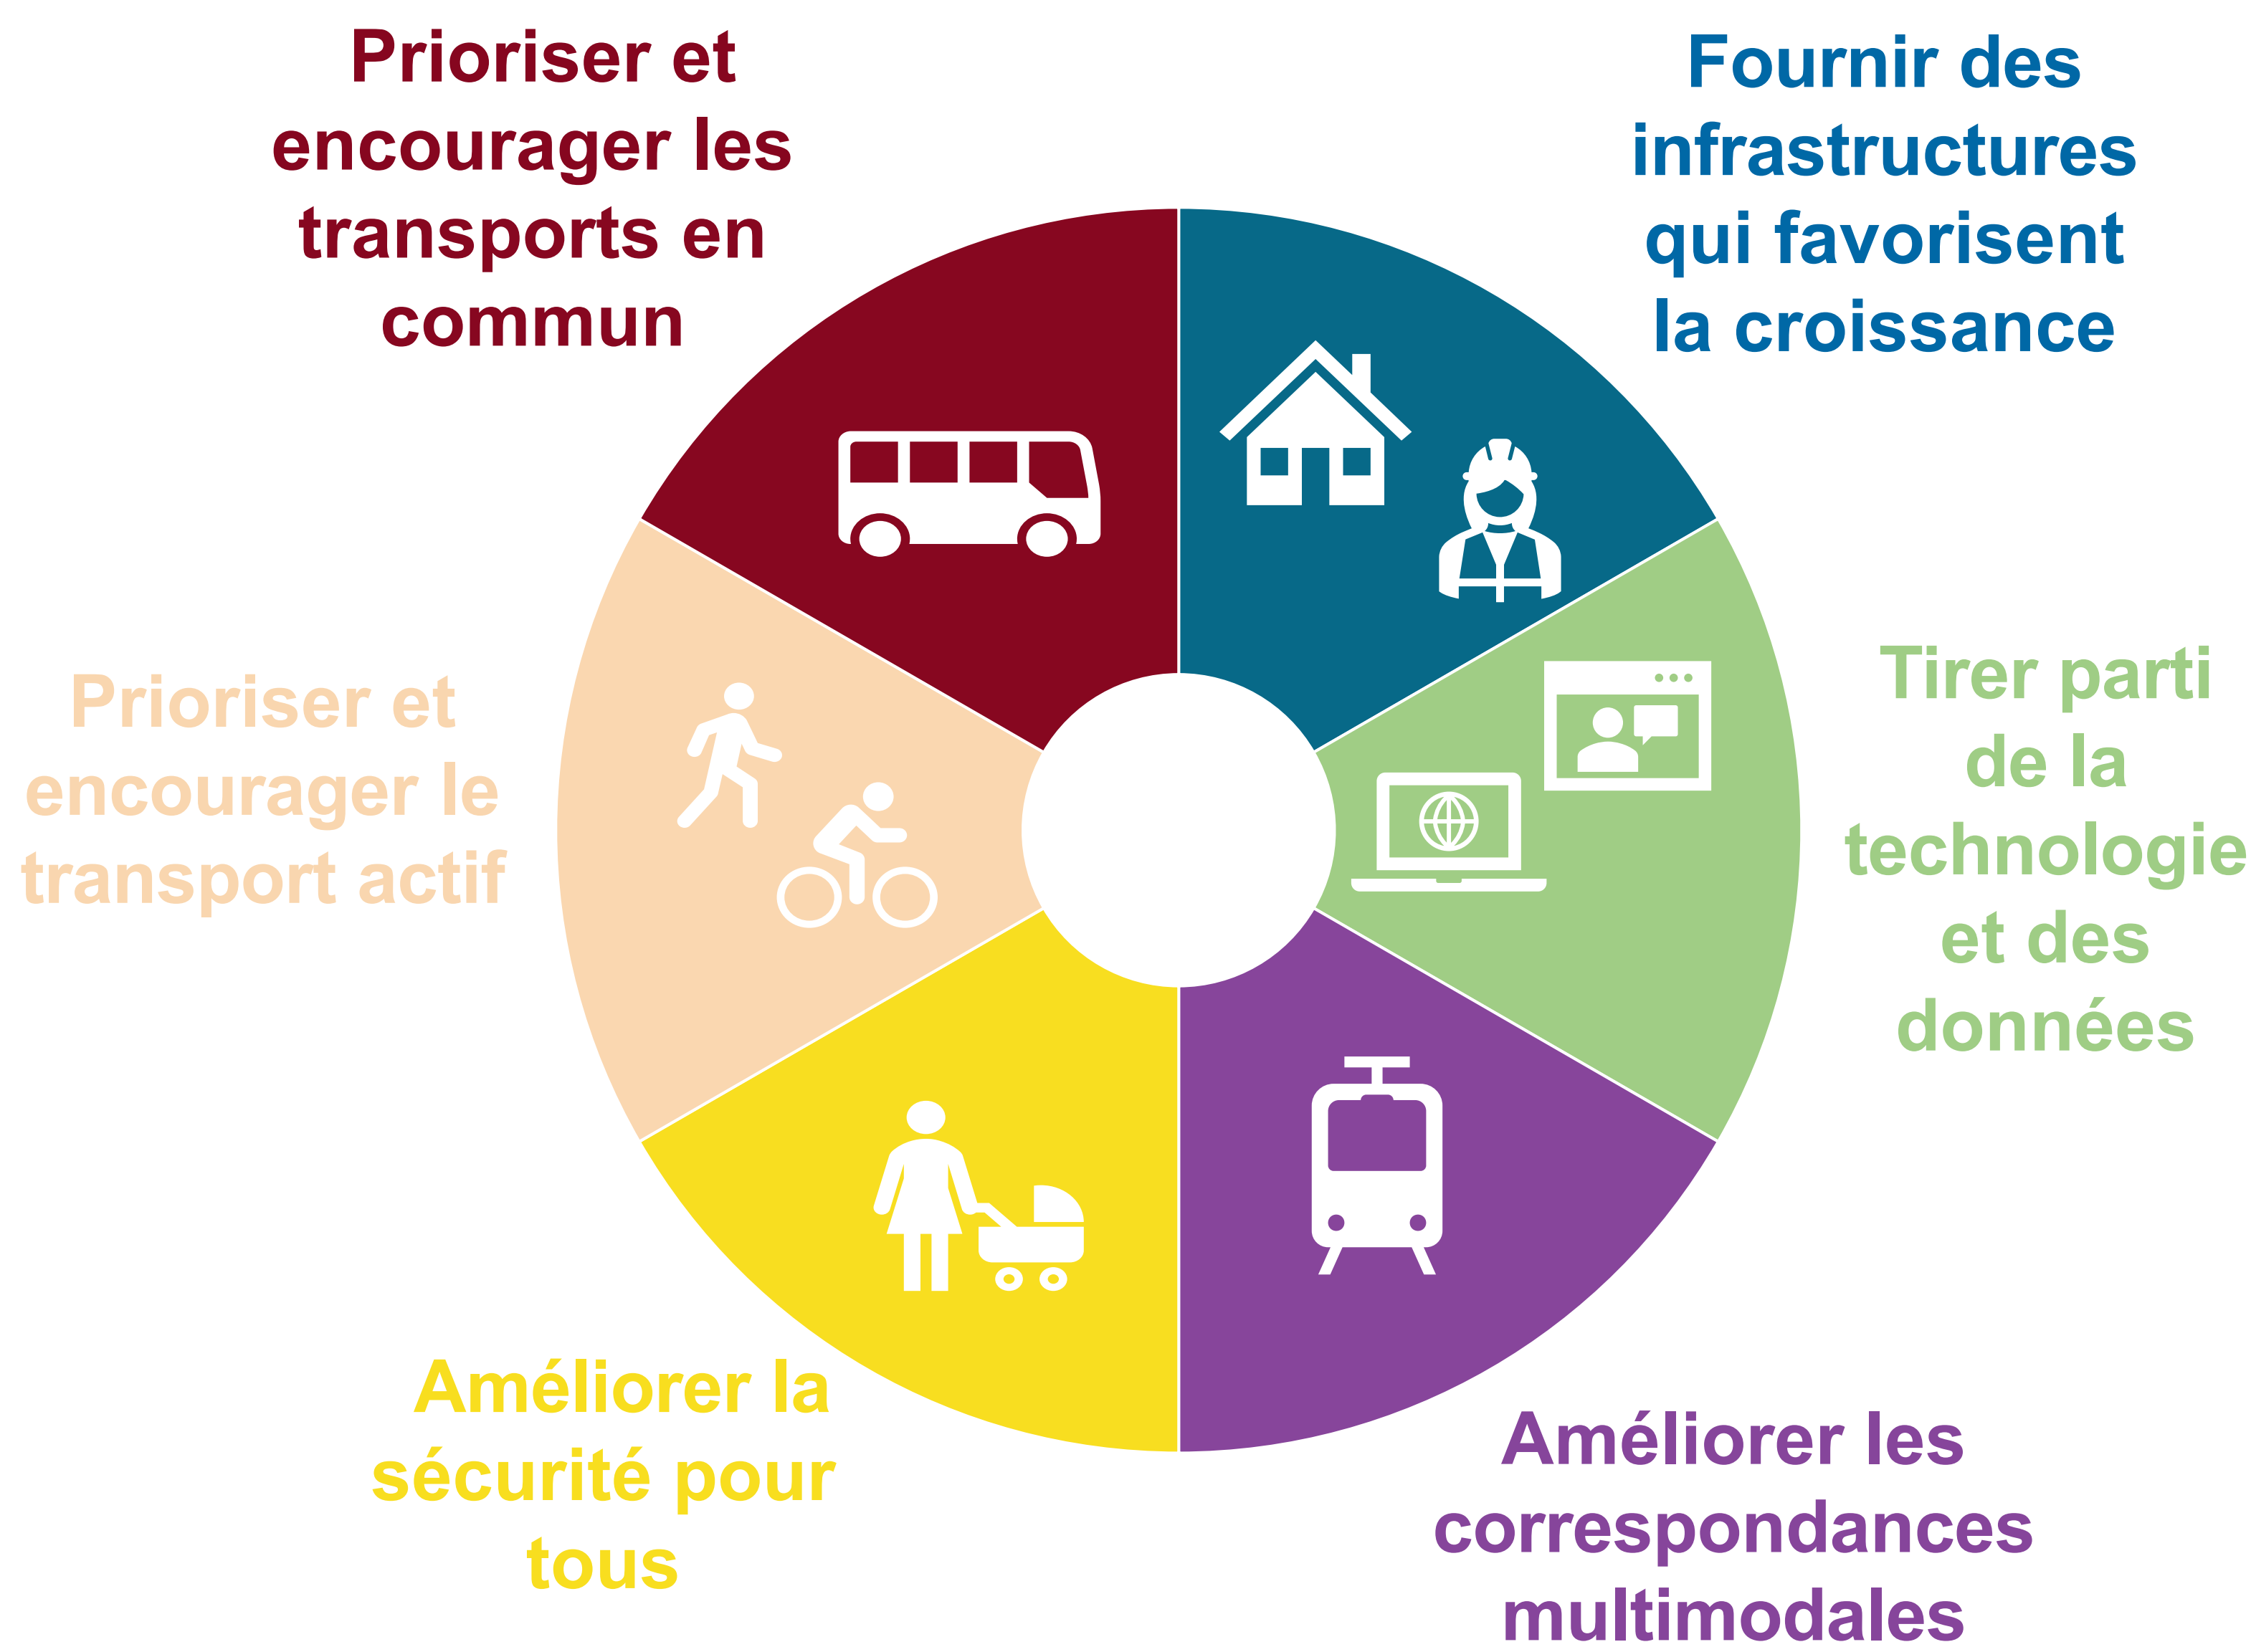 Prioriser et
encourager les
transports en
commun
Fournir des
infrastructures
qui favorisent
la croissance
Tirer parti
de la
technologie
et des
données
Améliorer les
correspondances
multimodales
Améliorer la
sécurité pour
tous
Prioriser et
encourager le
transport actif